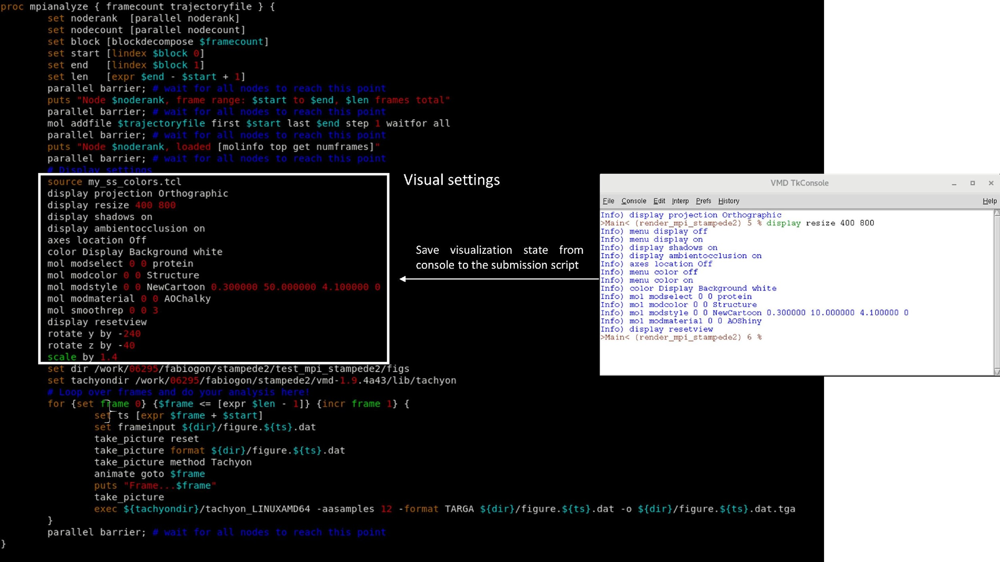 proc mpianalyze { framecount trajectoryfile } {
set noderank [parallel noderank]
set nodecount [parallel nodecount]
set block [blockdecompose $framecount]
set start [lindex $block 0]
set end [lindex $block 1]
set len [expr $end - $start + 1]
parallel barrier; # wait for all nodes to reach this point
puts "Node $noderank, frame range: $start to $end, $len frames total"
parallel barrier; # wait for all nodes to reach this point
mol addfile $trajectoryfile first $start last $end step 1 waitfor all
parallel barrier; # wait for all nodes to reach this point
puts "Node $noderank, loaded [molinfo top get numframes]"
parallel barrier; # wait for all nodes to reach this point
# Display settings
source my_ss_colors.tcl
display projection Orthographic
display resize 400 800
display shadows on
display ambientocclusion on
axes location Off
color Display Background white
mol modselect 0 0 protein
mol modcolor 0 0 Structure
mol modstyle 0 0 NewCartoon 0.300000 50.000000 4.100000 0
mol modmaterial 0 0 AOChalky
mol smoothrep 0 0 3
display resetview
rotate y by -240
rotate z by -40
scale by 1.4
set dir /work/06295/fabiogon/stampede2/test_mpi_stampede2/figs
set tachyondir /work/06295/fabiogon/stampede2/vmd-1.9.4a43/lib/tachyon
# Loop over frames and do your analysis here!
for {set frame 0} {$frame <= [expr $len - 1]} {incr frame 1} {
set ts [expr $frame + $start]
set frameinput ${dir}/figure.${ts}.dat
take_picture reset
take_picture format ${dir}/figure.${ts}.dat
take_picture method Tachyon
animate goto $frame
puts "Frame...$frame"
take_picture
exec ${tachyondir}/tachyon_LINUXAMD64 -aasamples 12 -format TARGA ${dir}/figure.${ts}.dat -o ${dir}/figure.${ts}.dat.tga
}
parallel barrier; # wait for all nodes to reach this point
}
Visual settings
Save visualization state from
console to the submission script
VMD TkConsole
File Console Edit Interp Prefs History Help
Info) display projection Orthographic
>Main< (render_mpi_stampede2) 5 % display resize 400 800
Info) menu display off
Info) menu display on
Info) display shadows on
Info) display ambientocclusion on
Info) axes location Off
Info) menu color off
Info) menu color on
Info) color Display Background white
Info) mol modselect 0 0 protein
Info) mol modcolor 0 0 Structure
Info) mol modstyle 0 0 NewCartoon 0.300000 10.000000 4.100000 0
Info) mol modmaterial 0 0 AOShiny
Info) display resetview
>Main< (render_mpi_stampede2) 6 %